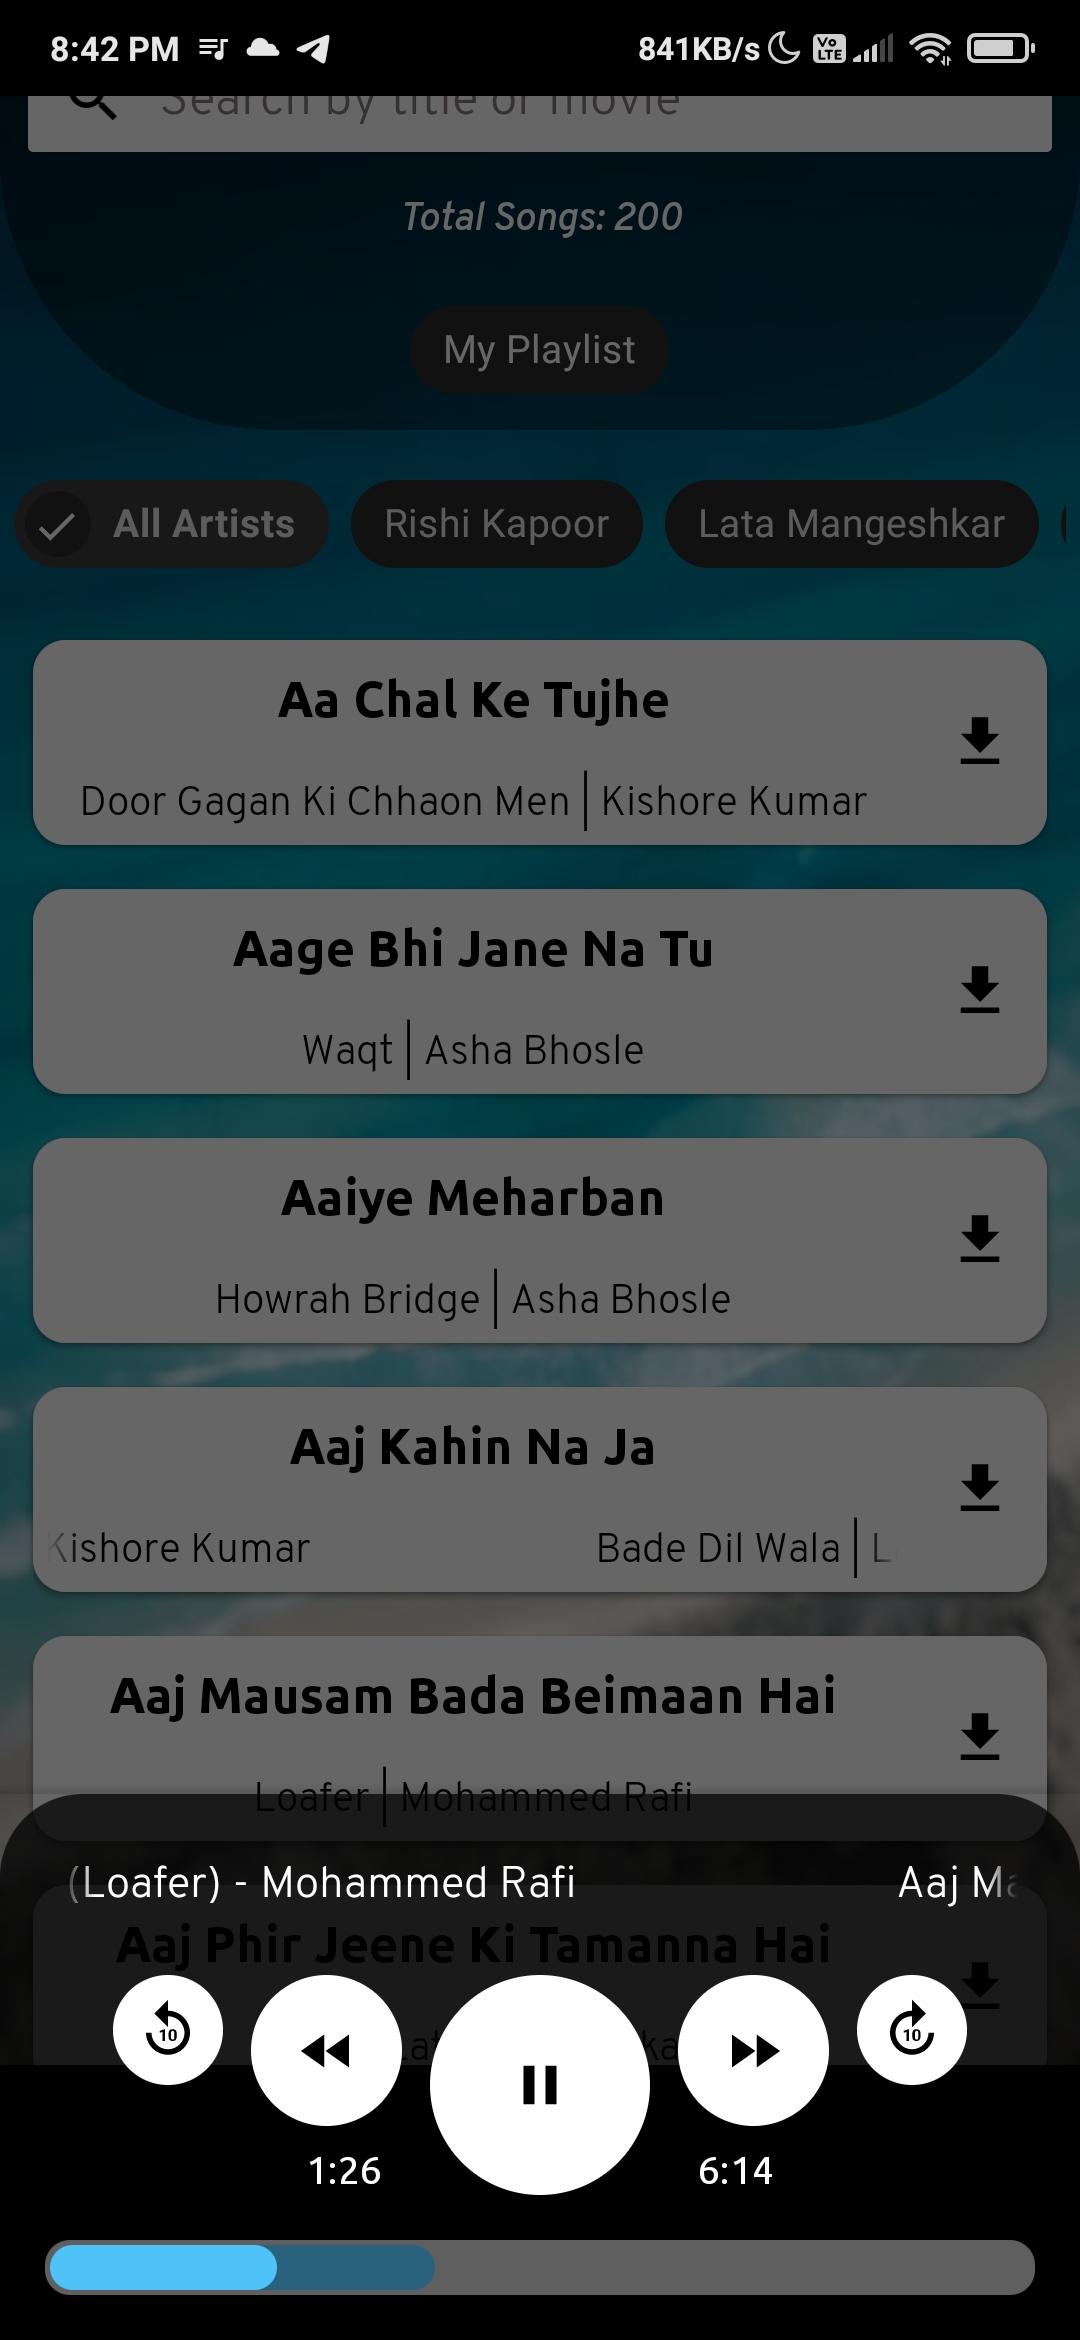 8:42 PM 841KB/s Vo LTE
Search by title or movie
Total Songs: 200
My Playlist
All Artists Rishi Kapoor Lata Mangeshkar
Aa Chal Ke Tujhe
Door Gagan Ki Chhaon Men | Kishore Kumar
Aage Bhi Jane Na Tu
Waqt | Asha Bhosle
Aaiye Meharban
Howrah Bridge | Asha Bhosle
Aaj Kahin Na Ja
Kishore Kumar Bade Dil Wala | L
Aaj Mausam Bada Beimaan Hai
Loafer | Mohammed Rafi
(Loafer) - Mohammed Rafi Aaj Ma
Aaj Phir Jeene Ki Tamanna Hai
10 10
1:26 6:14